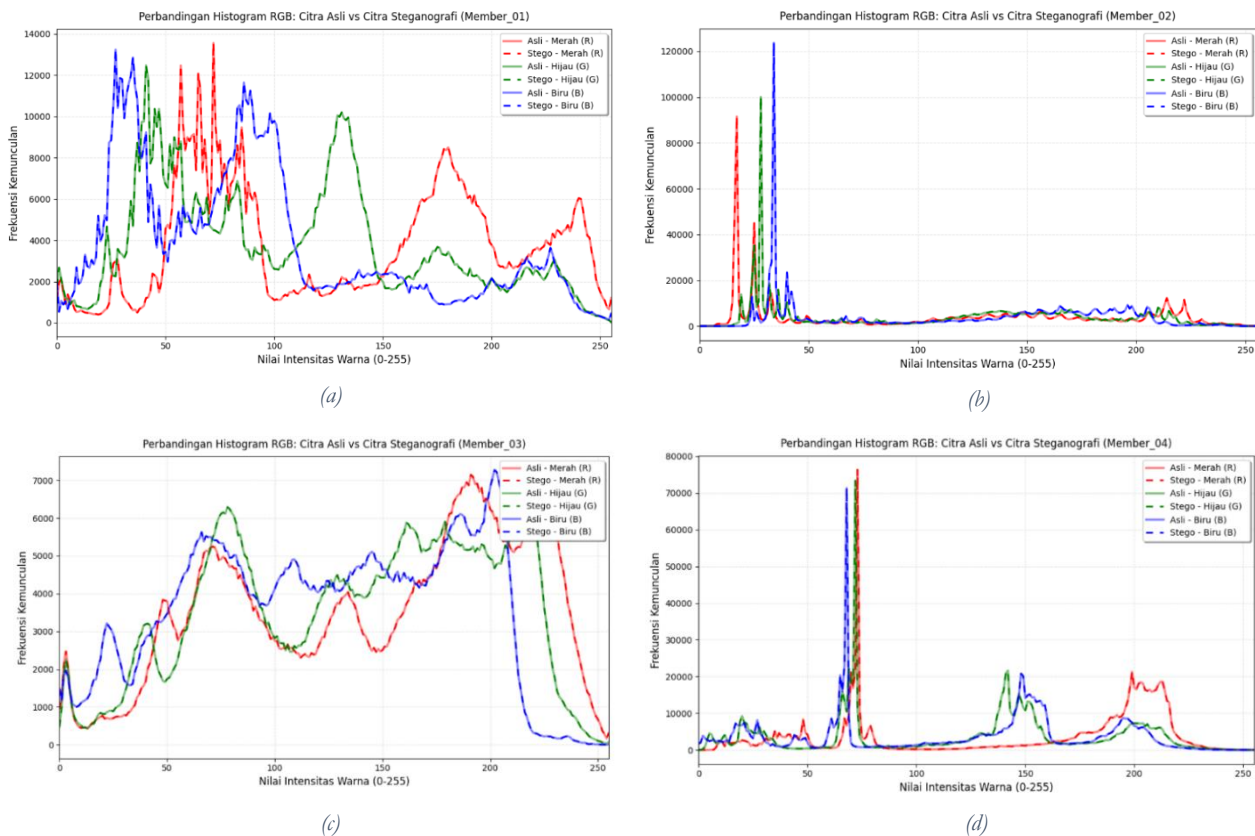 Perbandingan Histogram RGB: Citra Asli vs Citra Steganografi (Member_01)
Frekuensi Kemunculan
14000
12000
10000
8000
6000
4000
2000
0
0 50 100 150 200 250
Nilai Intensitas Warna (0-255)
Asli - Merah (R)
Stego - Merah (R)
Asli - Hijau (G)
Stego - Hijau (G)
Asli - Biru (B)
Stego - Biru (B)
(a)
Perbandingan Histogram RGB: Citra Asli vs Citra Steganografi (Member_02)
Frekuensi Kemunculan
120000
100000
80000
60000
40000
20000
0
0 50 100 150 200 250
Nilai Intensitas Warna (0-255)
Asli - Merah (R)
Stego - Merah (R)
Asli - Hijau (G)
Stego - Hijau (G)
Asli - Biru (B)
Stego - Biru (B)
(b)
Perbandingan Histogram RGB: Citra Asli vs Citra Steganografi (Member_03)
Frekuensi Kemunculan
7000
6000
5000
4000
3000
2000
1000
0
0 50 100 150 200 250
Nilai Intensitas Warna (0-255)
Asli - Merah (R)
Stego - Merah (R)
Asli - Hijau (G)
Stego - Hijau (G)
Asli - Biru (B)
Stego - Biru (B)
(c)
Perbandingan Histogram RGB: Citra Asli vs Citra Steganografi (Member_04)
Frekuensi Kemunculan
80000
70000
60000
50000
40000
30000
20000
10000
0
0 50 100 150 200 250
Nilai Intensitas Warna (0-255)
Asli - Merah (R)
Stego - Merah (R)
Asli - Hijau (G)
Stego - Hijau (G)
Asli - Biru (B)
Stego - Biru (B)
(d)